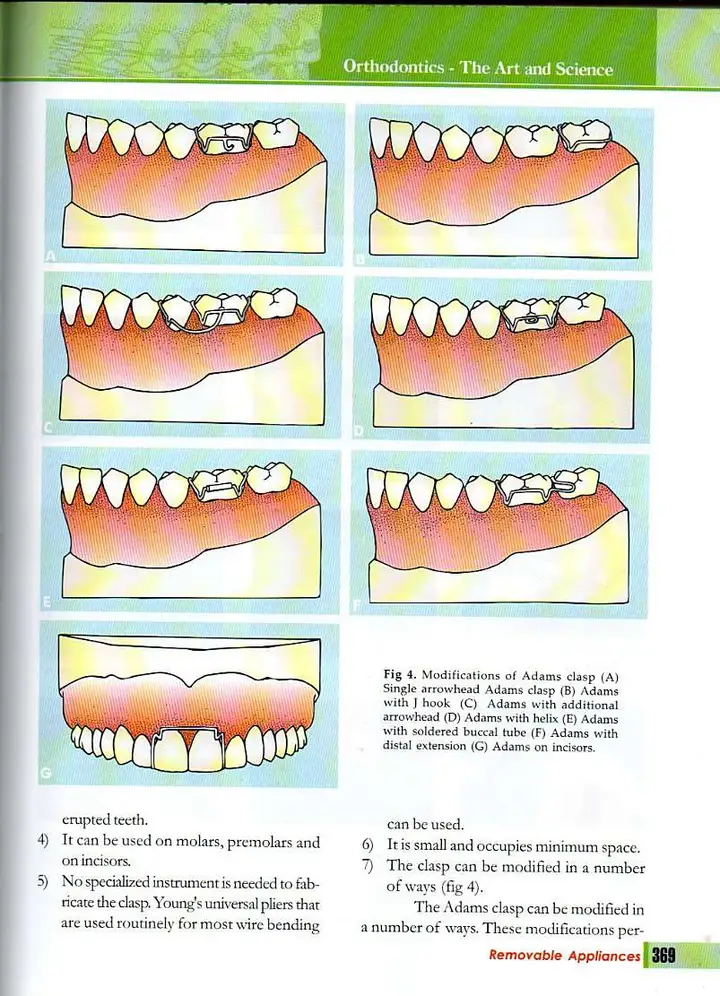 Orthodontics - The Art and Science
A
B
C
D
E
F
G
Fig 4. Modifications of Adams clasp (A)
Single arrowhead Adams clasp (B) Adams
with J hook (C) Adams with additional
arrowhead (D) Adams with helix (E) Adams
with soldered buccal tube (F) Adams with
distal extension (G) Adams on incisors.
erupted teeth.
4) It can be used on molars, premolars and
on incisors.
5) No specialized instrument is needed to fab-
ricate the clasp. Young's universal pliers that
are used routinely for most wire bending
can be used.
6) It is small and occupies minimum space.
7) The clasp can be modified in a number
of ways (fig 4).
The Adams clasp can be modified in
a number of ways. These modifications per-
Removable Appliances 369